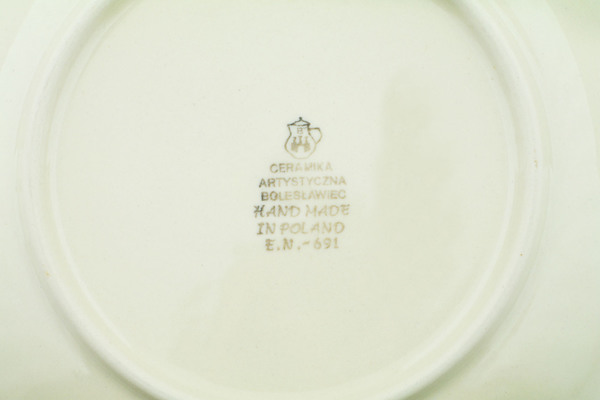 CERAMIKA
ARTYSTYCZNA
BOLESŁAWIEC
HAND MADE
IN POLAND
E.N.-691